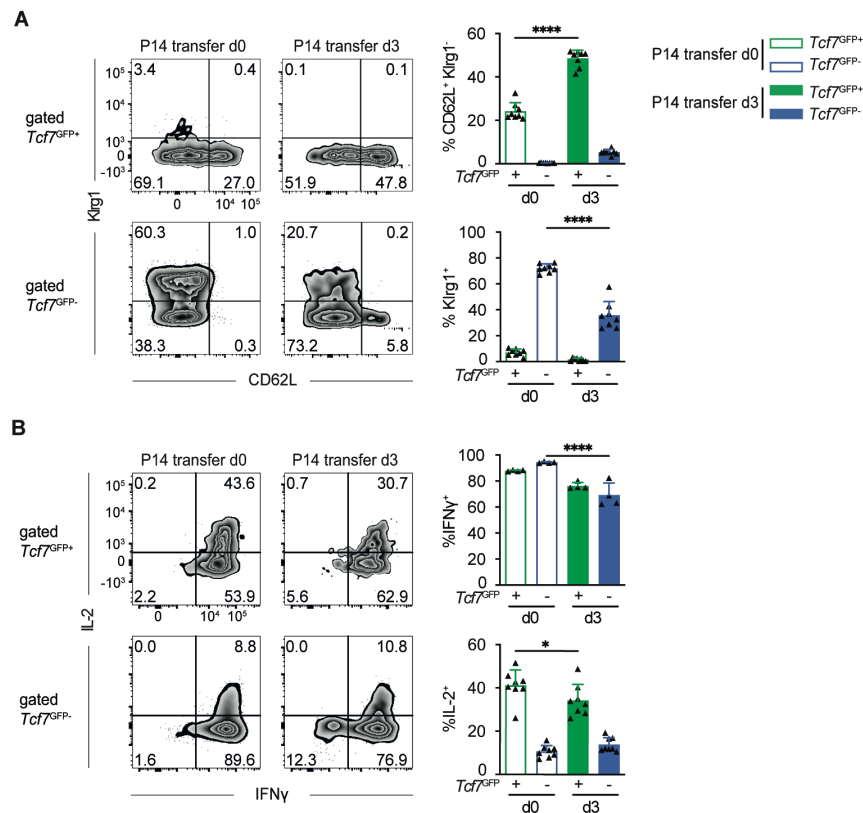 A
P14 transfer d0
P14 transfer d3
gated
Tcf7GFP+
3.4 0.4
69.1 27.0
0.1 0.1
51.9 47.8
10⁵
10⁴
10³
0
-10³
0 10⁴ 10⁵
Klrg1
gated
Tcf7GFP-
60.3 1.0
38.3 0.3
20.7 0.2
73.2 5.8
CD62L
% CD62L⁺ Klrg1⁻
60
40
20
0
****
Tcf7GFP + - + -
d0 d3
% Klrg1⁺
100
80
60
40
20
0
****
Tcf7GFP + - + -
d0 d3
P14 transfer d0
Tcf7GFP+
Tcf7GFP-
P14 transfer d3
Tcf7GFP+
Tcf7GFP-
B
P14 transfer d0
P14 transfer d3
gated
Tcf7GFP+
0.2 43.6
2.2 53.9
0.7 30.7
5.6 62.9
10⁵
10⁴
10³
0
-10³
0 10⁴ 10⁵
IL-2
gated
Tcf7GFP-
0.0 8.8
1.6 89.6
0.0 10.8
12.3 76.9
IFNγ
%IFNγ⁺
100
80
60
40
20
0
****
Tcf7GFP + - + -
d0 d3
%IL-2⁺
60
40
20
0
*
Tcf7GFP + - + -
d0 d3